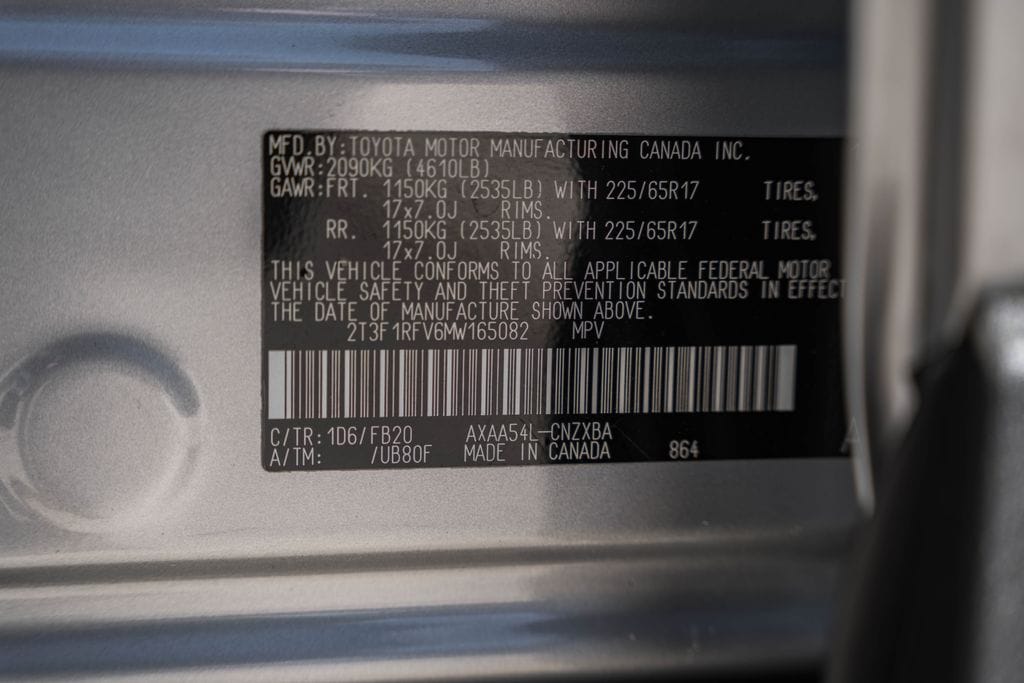 MFD.BY:TOYOTA MOTOR MANUFACTURING CANADA INC.
GVWR:2090KG (4610LB)
GAWR:FRT. 1150KG (2535LB) WITH 225/65R17 TIRES,
17x7.0J RIMS.
RR. 1150KG (2535LB) WITH 225/65R17 TIRES,
17x7.0J RIMS.
THIS VEHICLE CONFORMS TO ALL APPLICABLE FEDERAL MOTOR
VEHICLE SAFETY AND THEFT PREVENTION STANDARDS IN EFFECT
THE DATE OF MANUFACTURE SHOWN ABOVE.
2T3F1RFV6MW165082 MPV
C/TR:1D6/FB20 AXAA54L-CNZXBA
A/TM: /UB80F MADE IN CANADA 864 A